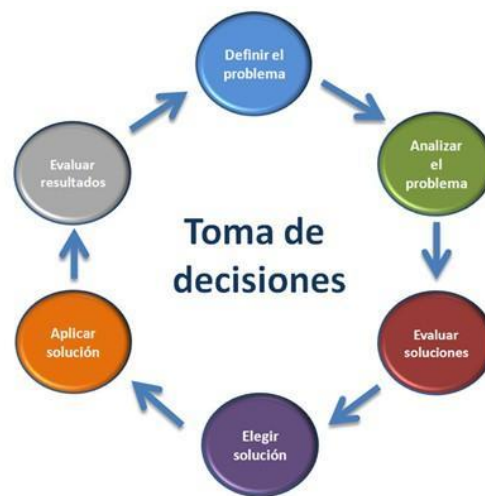 Definir el
problema
Analizar
el
problema
Evaluar
soluciones
Elegir
solución
Aplicar
solución
Evaluar
resultados
Toma de
decisiones